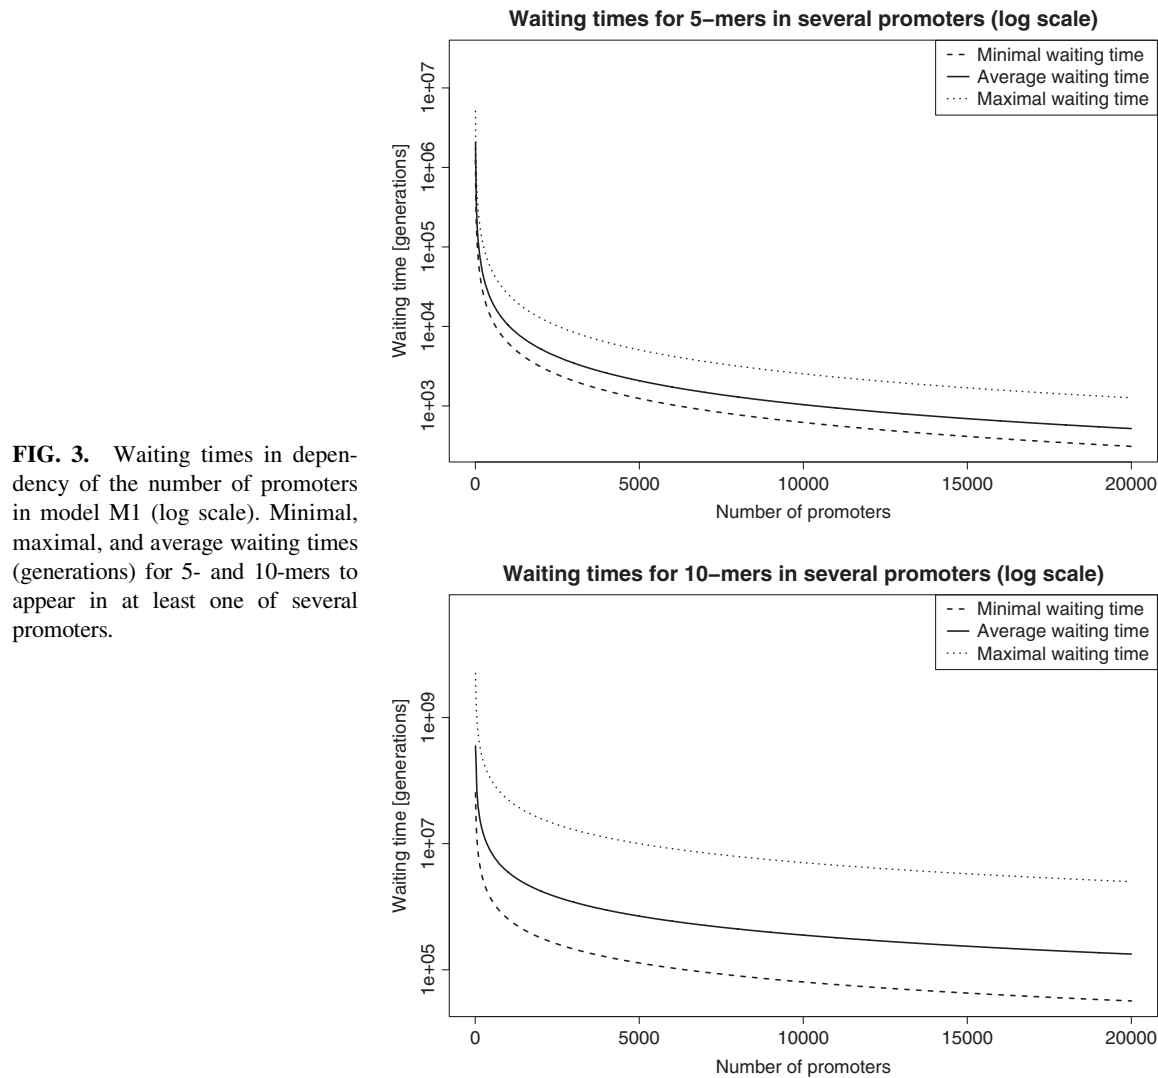 Waiting times for 5−mers in several promoters (log scale)
Minimal waiting time
Average waiting time
Maximal waiting time
Waiting time [generations]
1e+07
1e+06
1e+05
1e+04
1e+03
0 5000 10000 15000 20000
Number of promoters
FIG. 3. Waiting times in depen-
dency of the number of promoters
in model M1 (log scale). Minimal,
maximal, and average waiting times
(generations) for 5- and 10-mers to
appear in at least one of several
promoters.
Waiting times for 10−mers in several promoters (log scale)
Minimal waiting time
Average waiting time
Maximal waiting time
Waiting time [generations]
1e+09
1e+07
1e+05
0 5000 10000 15000 20000
Number of promoters